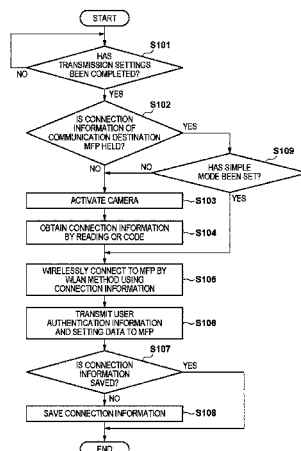 START
S101
HAS
TRANSMISSION SETTINGS
BEEN COMPLETED?
NO
YES
S102
IS CONNECTION
INFORMATION OF
COMMUNICATION DESTINATION
MFP HELD?
YES
NO
S109
HAS SIMPLE
MODE BEEN SET?
NO
YES
ACTIVATE CAMERA
S103
OBTAIN CONNECTION INFORMATION
BY READING QR CODE
S104
WIRELESSLY CONNECT TO MFP BY
WLAN METHOD USING
CONNECTION INFORMATION
S105
TRANSMIT USER
AUTHENTICATION INFORMATION
AND SETTING DATA TO MFP
S106
S107
IS CONNECTION
INFORMATION
SAVED?
YES
NO
SAVE CONNECTION INFORMATION
S108
END